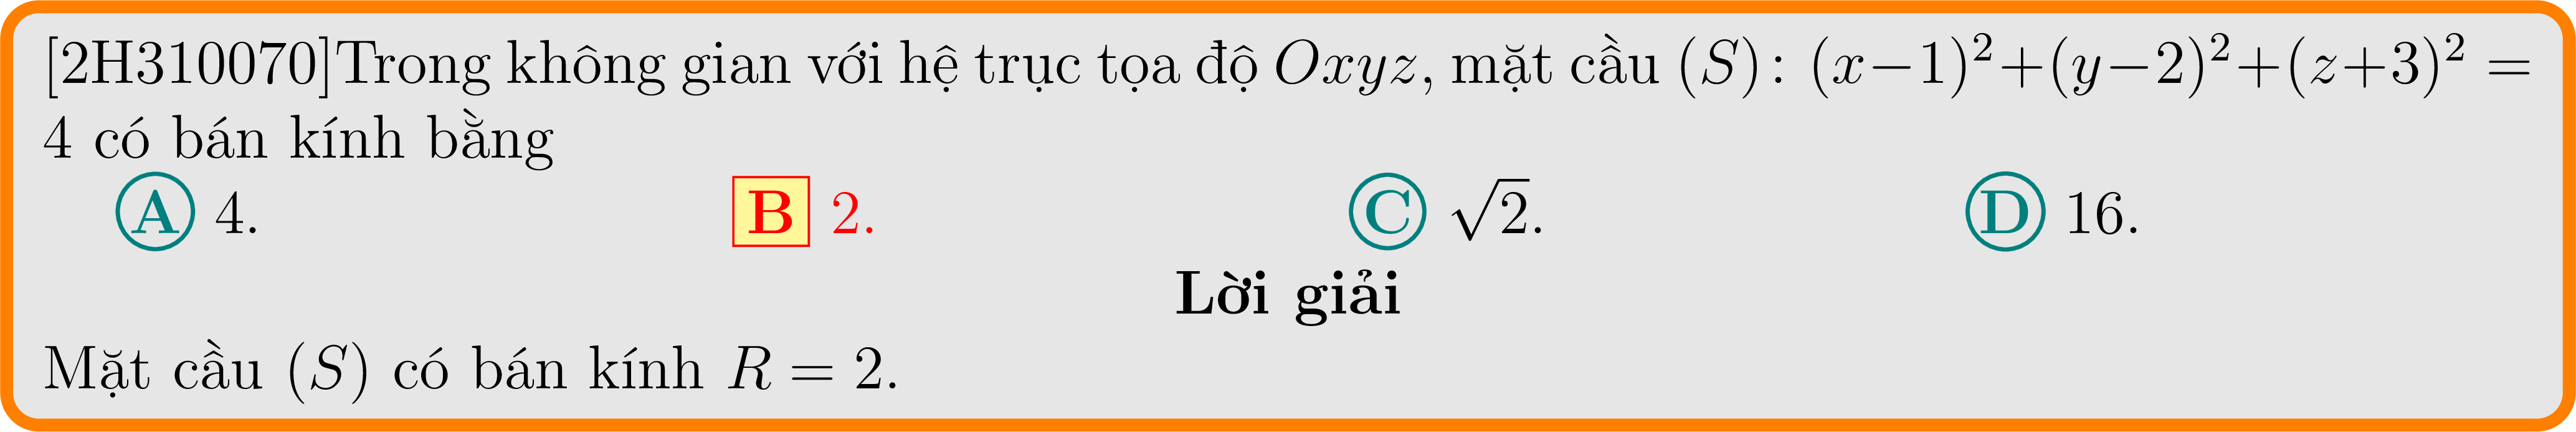 [2H310070]Trong không gian với hệ trục tọa độ Oxyz, mặt cầu (S): (x−1)²+(y−2)²+(z+3)² =
4 có bán kính bằng
A 4. B 2. C √2. D 16.
Lời giải
Mặt cầu (S) có bán kính R = 2.